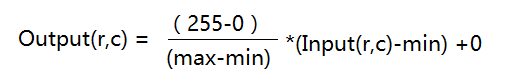 Output(r,c) = （255-0） / (max-min) *(Input(r,c)-min) +0